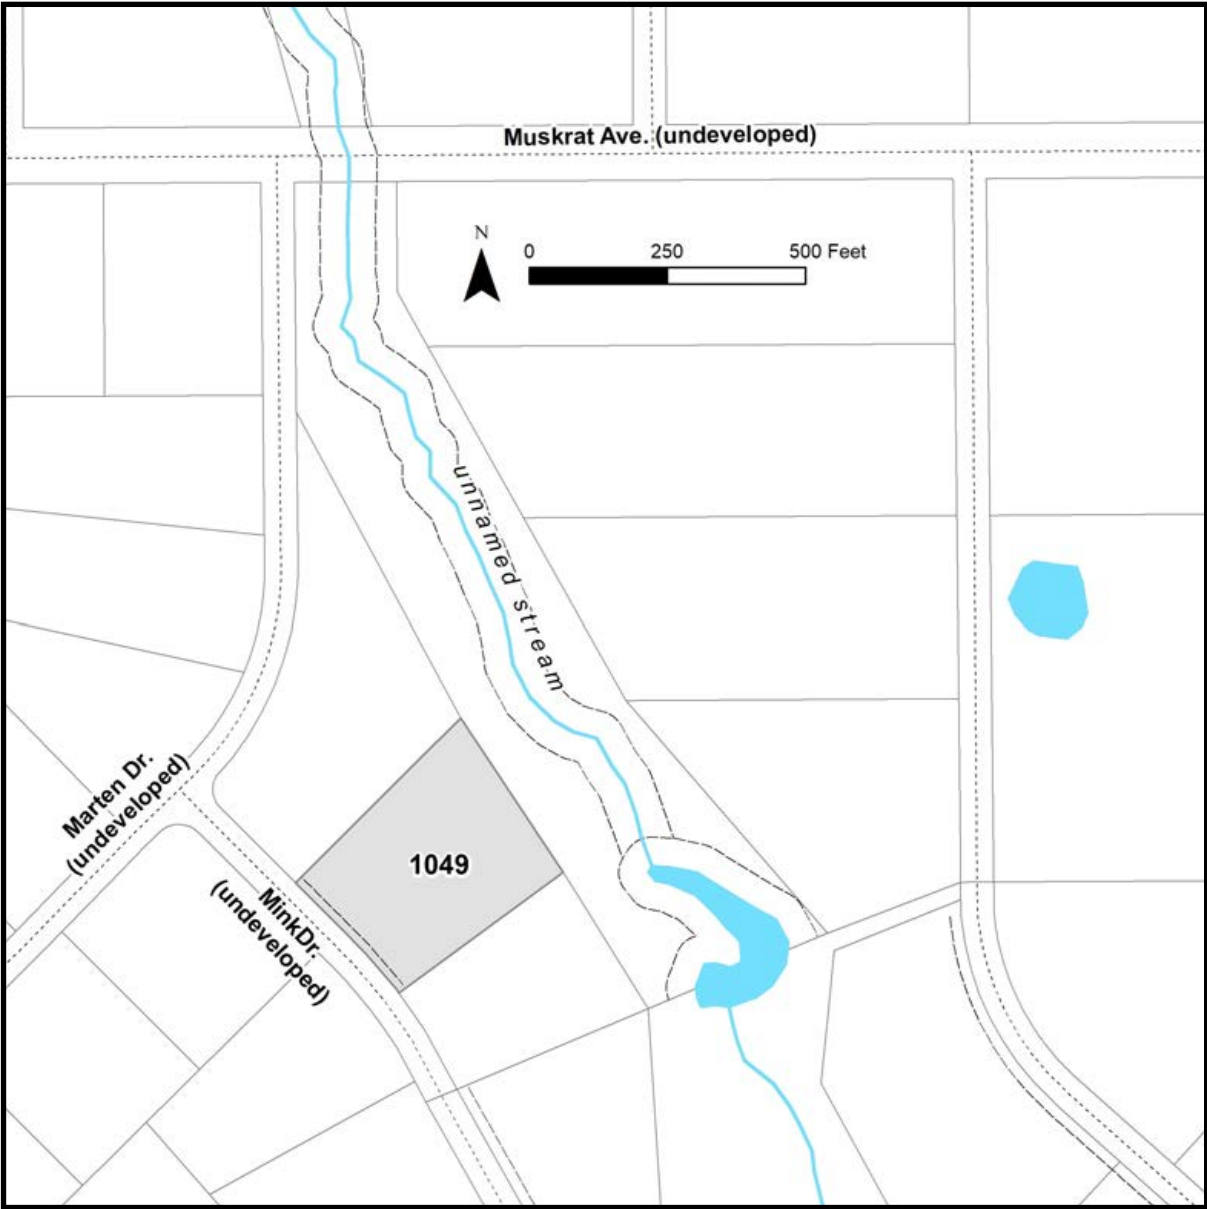 Muskrat Ave. (undeveloped)
N
0 250 500 Feet
unnamed stream
Marten Dr.
(undeveloped)
1049
MinkDr.
(undeveloped)